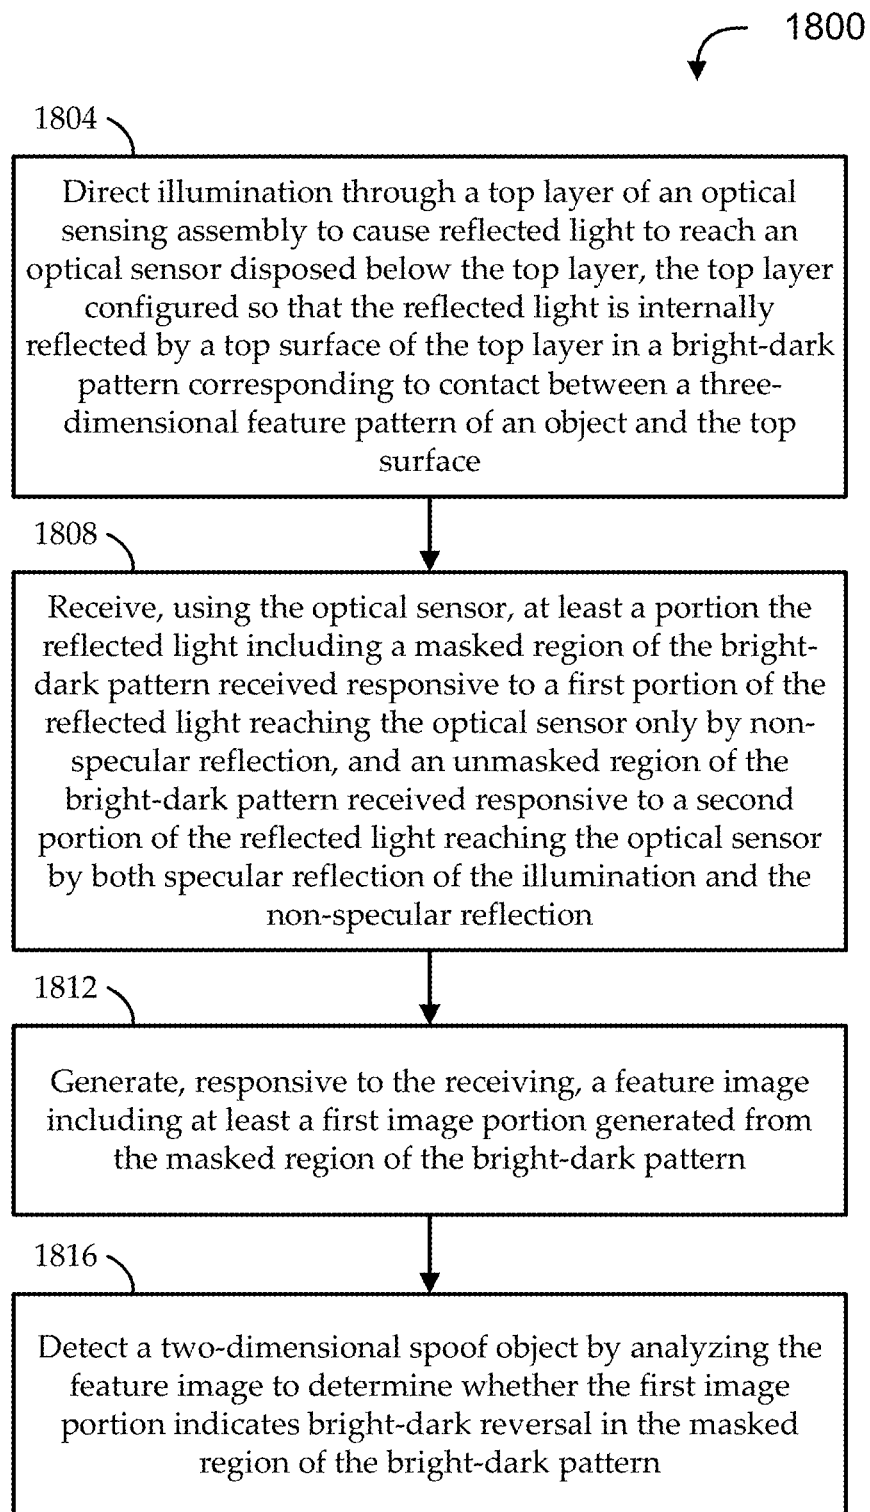 1800
1804
Direct illumination through a top layer of an optical
sensing assembly to cause reflected light to reach an
optical sensor disposed below the top layer, the top layer
configured so that the reflected light is internally
reflected by a top surface of the top layer in a bright-dark
pattern corresponding to contact between a three-
dimensional feature pattern of an object and the top
surface
1808
Receive, using the optical sensor, at least a portion the
reflected light including a masked region of the bright-
dark pattern received responsive to a first portion of the
reflected light reaching the optical sensor only by non-
specular reflection, and an unmasked region of the
bright-dark pattern received responsive to a second
portion of the reflected light reaching the optical sensor
by both specular reflection of the illumination and the
non-specular reflection
1812
Generate, responsive to the receiving, a feature image
including at least a first image portion generated from
the masked region of the bright-dark pattern
1816
Detect a two-dimensional spoof object by analyzing the
feature image to determine whether the first image
portion indicates bright-dark reversal in the masked
region of the bright-dark pattern